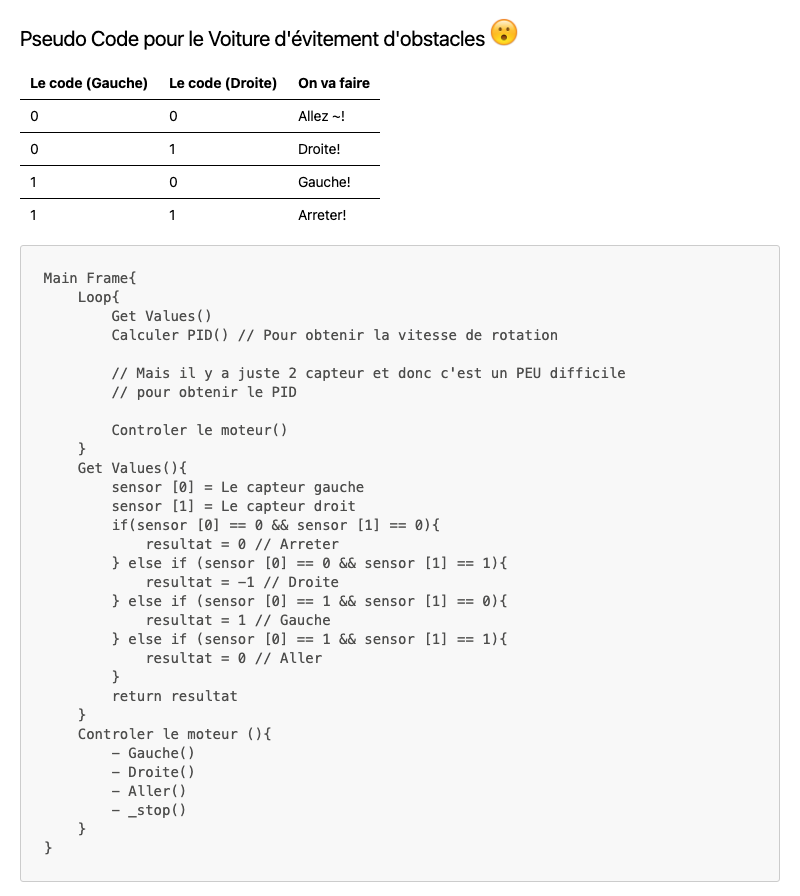 Pseudo Code pour le Voiture d'évitement d'obstacles 😮
Le code (Gauche) Le code (Droite) On va faire
0 0 Allez ~!
0 1 Droite!
1 0 Gauche!
1 1 Arreter!
Main Frame{
    Loop{
        Get Values()
        Calculer PID() // Pour obtenir la vitesse de rotation

        // Mais il y a juste 2 capteur et donc c'est un PEU difficile
        // pour obtenir le PID

        Controler le moteur()
    }
    Get Values(){
        sensor [0] = Le capteur gauche
        sensor [1] = Le capteur droit
        if(sensor [0] == 0 && sensor [1] == 0){
            resultat = 0 // Arreter
        } else if (sensor [0] == 0 && sensor [1] == 1){
            resultat = -1 // Droite
        } else if (sensor [0] == 1 && sensor [1] == 0){
            resultat = 1 // Gauche
        } else if (sensor [0] == 1 && sensor [1] == 1){
            resultat = 0 // Aller
        }
        return resultat
    }
    Controler le moteur (){
        - Gauche()
        - Droite()
        - Aller()
        - _stop()
    }
}